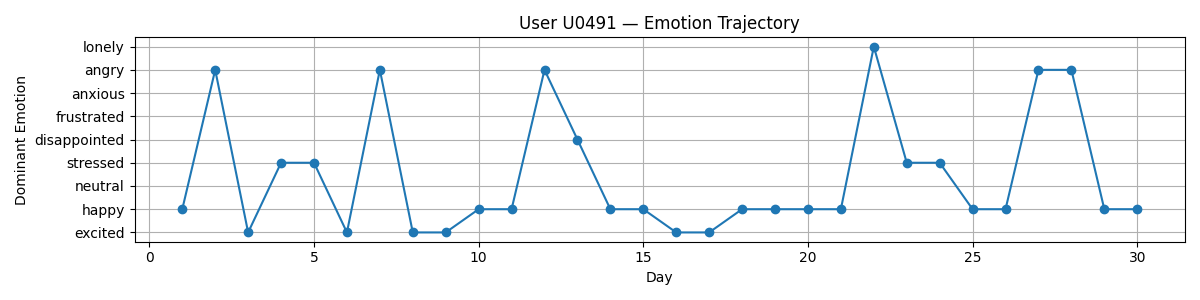 User U0491 — Emotion Trajectory
Dominant Emotion
lonely
angry
anxious
frustrated
disappointed
stressed
neutral
happy
excited
0 5 10 15 20 25 30
Day